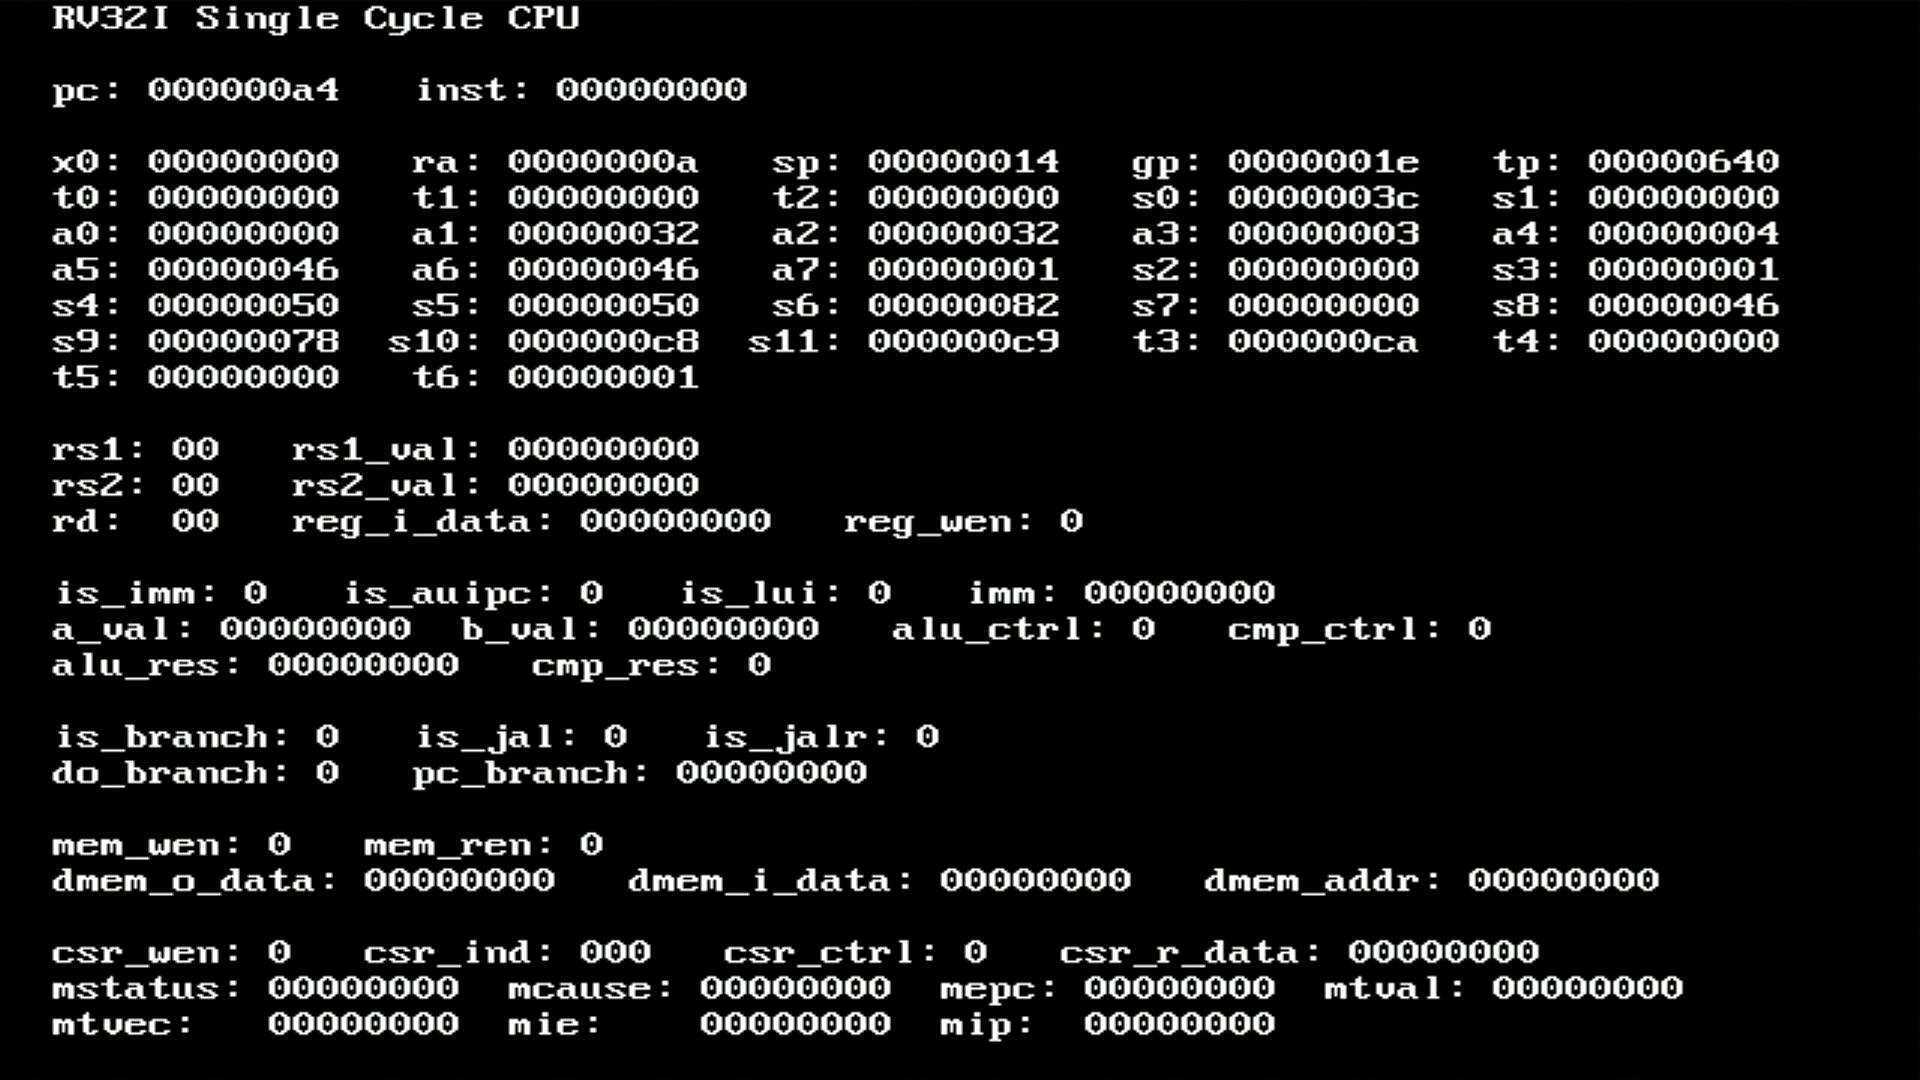 RV32I Single Cycle CPU
pc: 000000a4 inst: 00000000
x0: 00000000 ra: 0000000a sp: 00000014 gp: 0000001e tp: 00000640
t0: 00000000 t1: 00000000 t2: 00000000 s0: 0000003c s1: 00000000
a0: 00000000 a1: 00000032 a2: 00000032 a3: 00000003 a4: 00000004
a5: 00000046 a6: 00000046 a7: 00000001 s2: 00000000 s3: 00000001
s4: 00000050 s5: 00000050 s6: 00000082 s7: 00000000 s8: 00000046
s9: 00000078 s10: 000000c8 s11: 000000c9 t3: 000000ca t4: 00000000
t5: 00000000 t6: 00000001
rs1: 00 rs1_val: 00000000
rs2: 00 rs2_val: 00000000
rd: 00 reg_i_data: 00000000 reg_wen: 0
is_imm: 0 is_auipc: 0 is_lui: 0 imm: 00000000
a_val: 00000000 b_val: 00000000 alu_ctrl: 0 cmp_ctrl: 0
alu_res: 00000000 cmp_res: 0
is_branch: 0 is_jal: 0 is_jalr: 0
do_branch: 0 pc_branch: 00000000
mem_wen: 0 mem_ren: 0
dmem_o_data: 00000000 dmem_i_data: 00000000 dmem_addr: 00000000
csr_wen: 0 csr_ind: 000 csr_ctrl: 0 csr_r_data: 00000000
mstatus: 00000000 mcause: 00000000 mepc: 00000000 mtval: 00000000
mtvec: 00000000 mie: 00000000 mip: 00000000